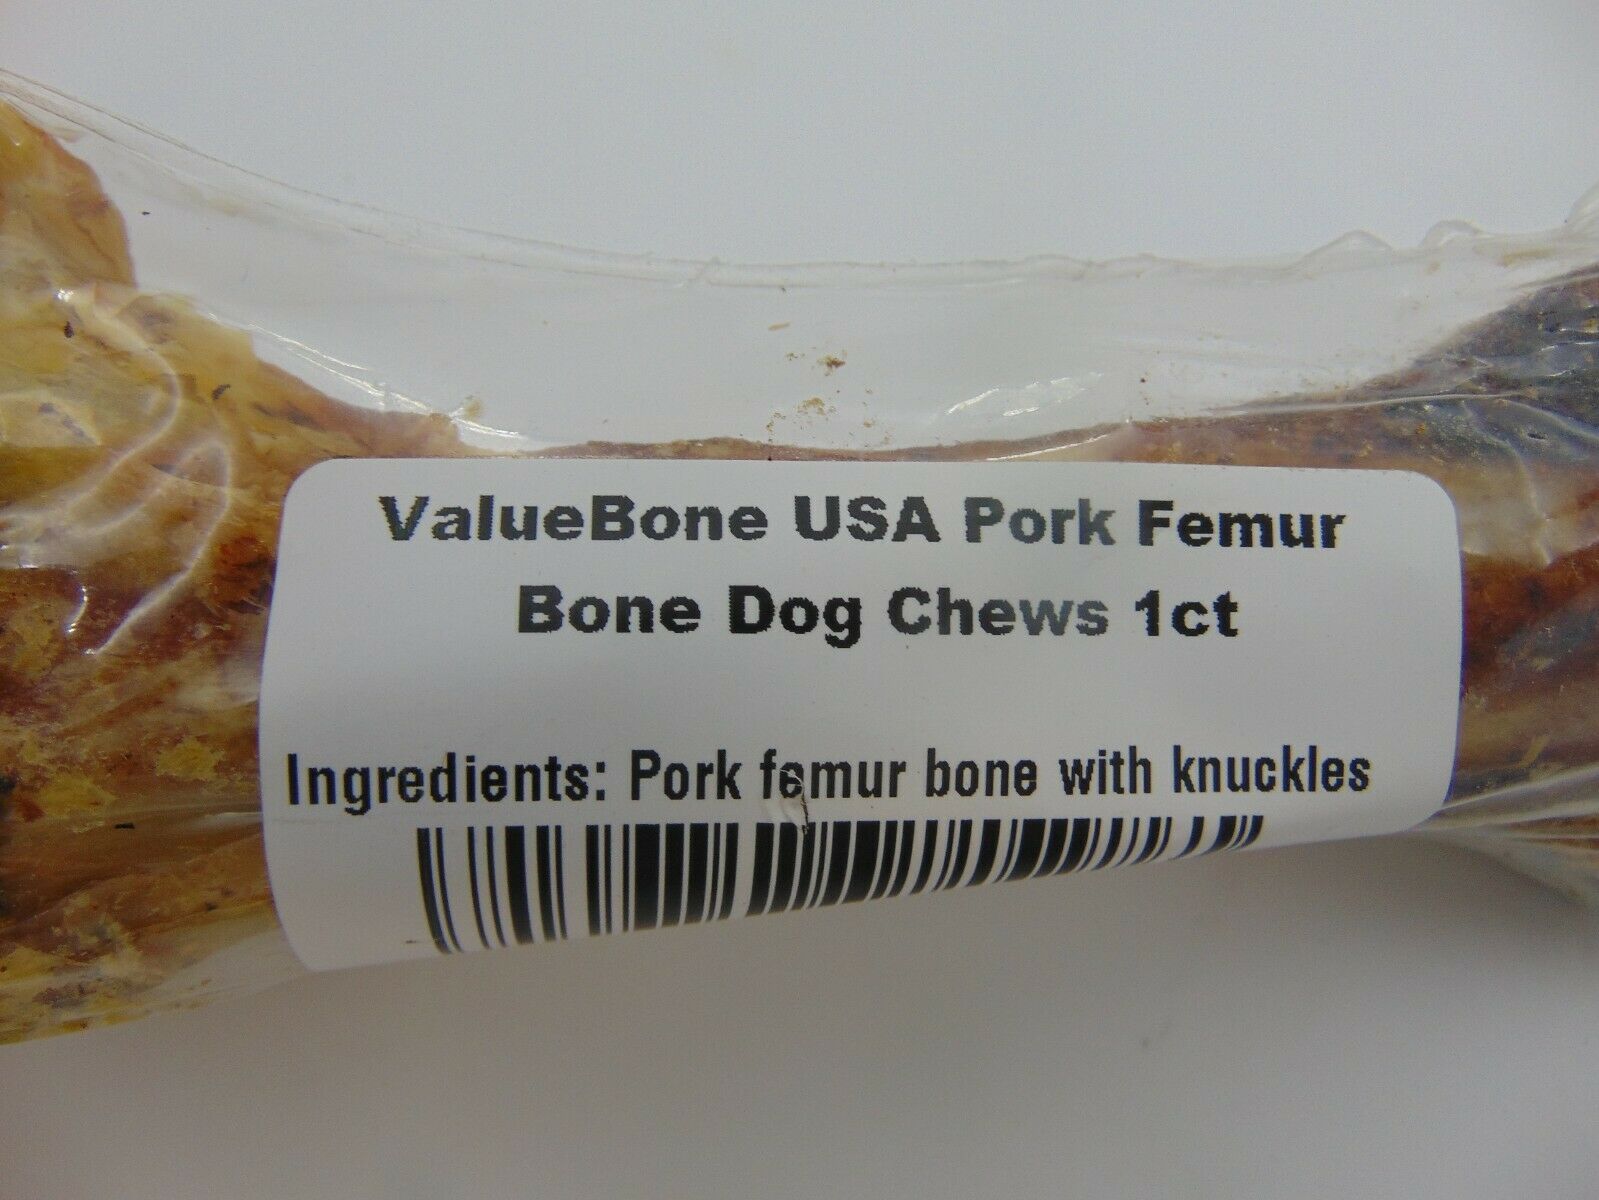 ValueBone USA Pork Femur
Bone Dog Chews 1ct
Ingredients: Pork femur bone with knuckles